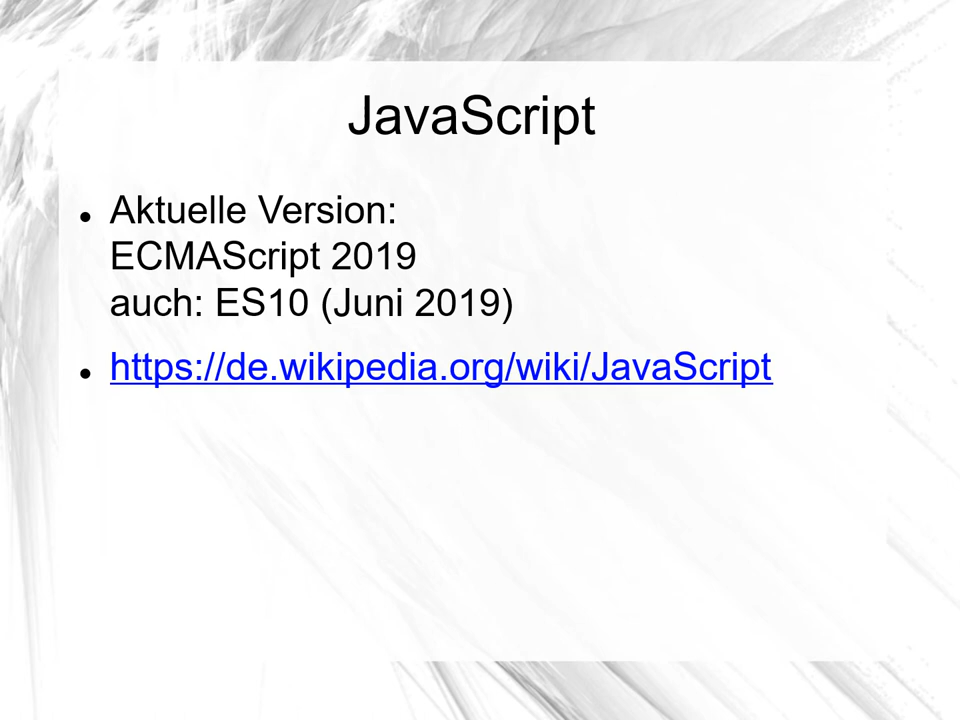 JavaScript
Aktuelle Version:
ECMAScript 2019
auch: ES10 (Juni 2019)
https://de.wikipedia.org/wiki/JavaScript